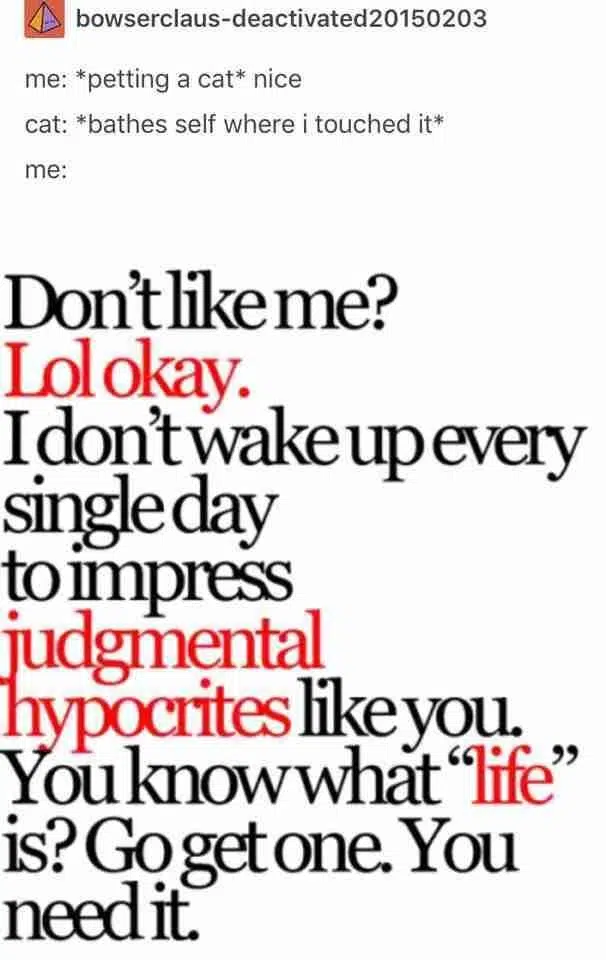 bowserclaus-deactivated20150203
me: *petting a cat* nice
cat: *bathes self where i touched it*
me:
Don't like me?
Lol okay.
I don't wake up every
single day
to impress
judgmental
hypocrites like you.
You know what “life”
is? Go get one. You
need it.